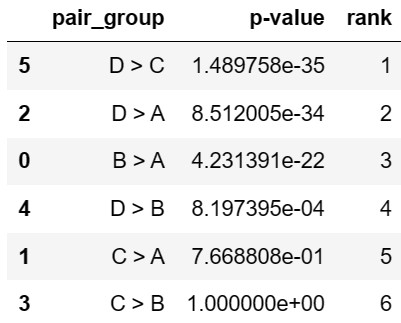 pair_group p-value rank
5 D > C 1.489758e-35 1
2 D > A 8.512005e-34 2
0 B > A 4.231391e-22 3
4 D > B 8.197395e-04 4
1 C > A 7.668808e-01 5
3 C > B 1.000000e+00 6